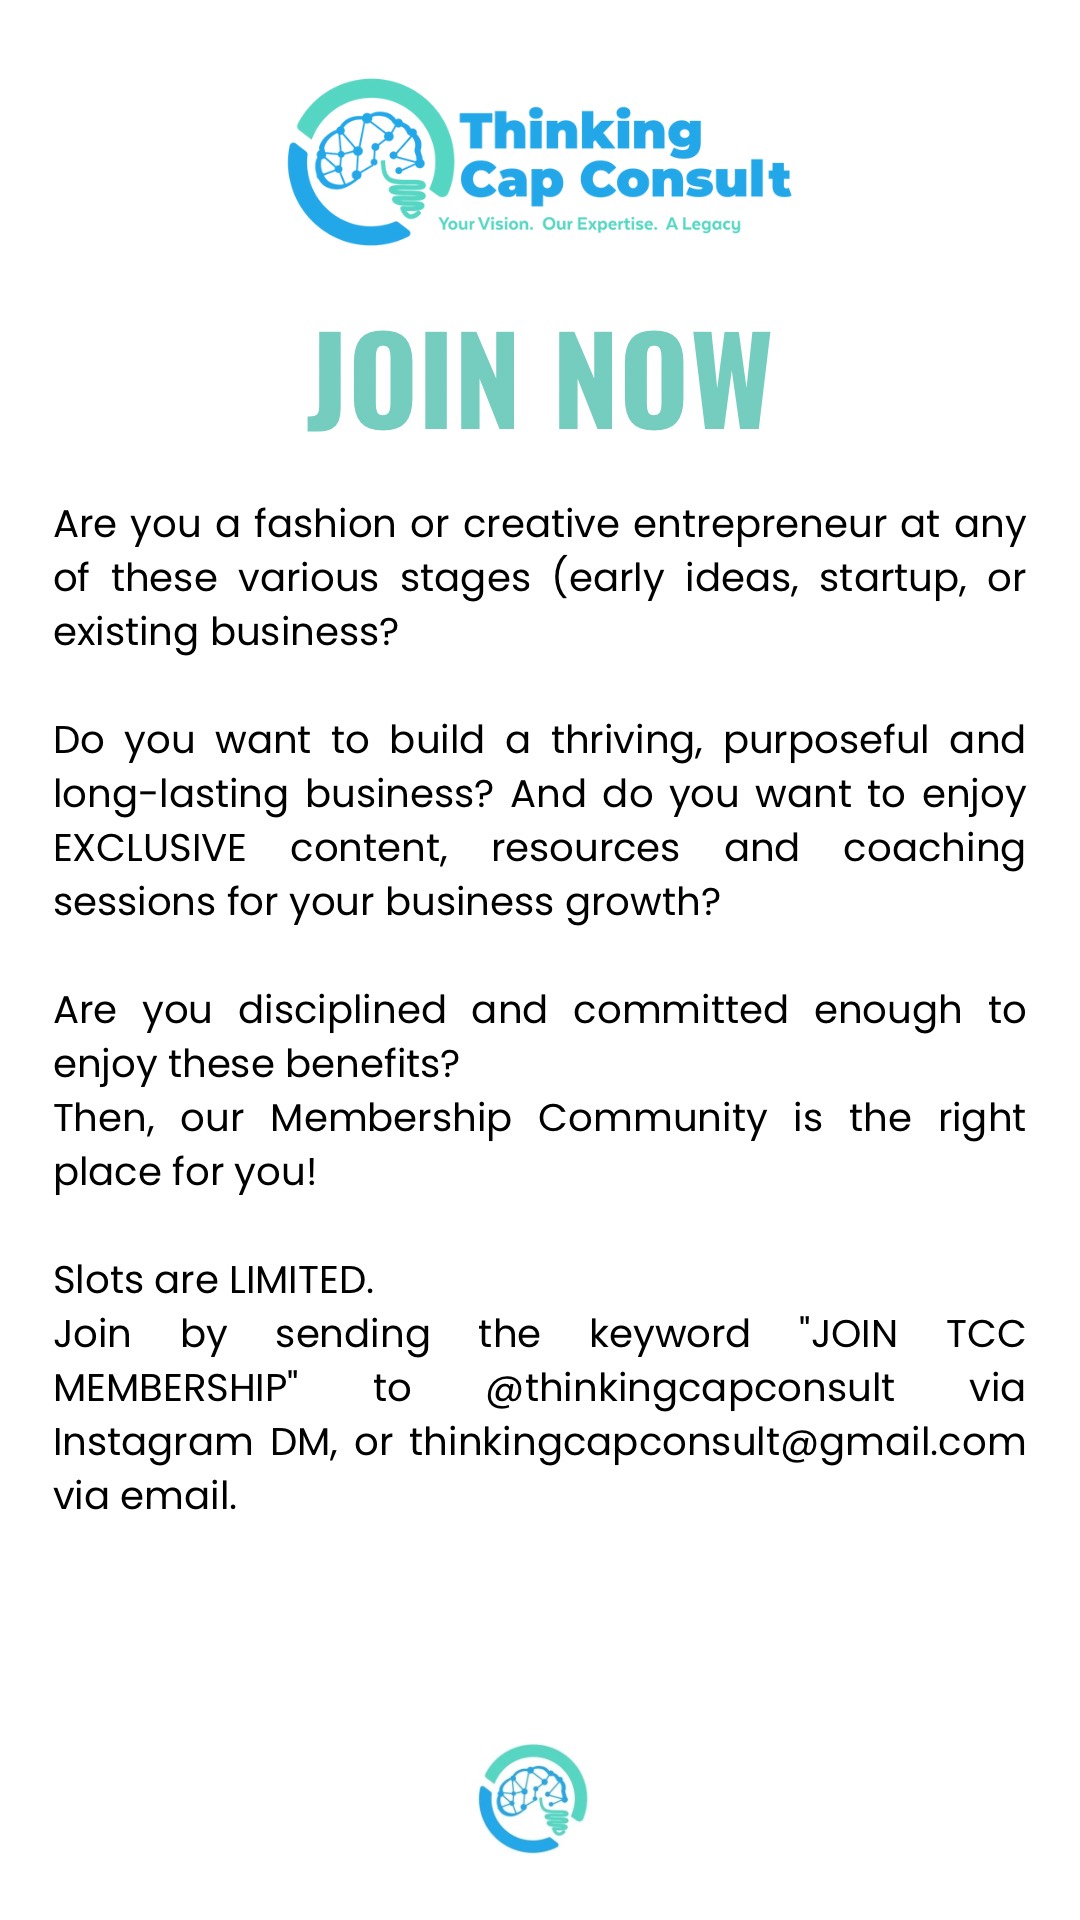 Thinking
Cap Consult
Your Vision. Our Expertise. A Legacy
JOIN NOW
Are you a fashion or creative entrepreneur at any
of these various stages (early ideas, startup, or
existing business?
Do you want to build a thriving, purposeful and
long-lasting business? And do you want to enjoy
EXCLUSIVE content, resources and coaching
sessions for your business growth?
Are you disciplined and committed enough to
enjoy these benefits?
Then, our Membership Community is the right
place for you!
Slots are LIMITED.
Join by sending the keyword "JOIN TCC
MEMBERSHIP" to @thinkingcapconsult via
Instagram DM, or thinkingcapconsult@gmail.com
via email.